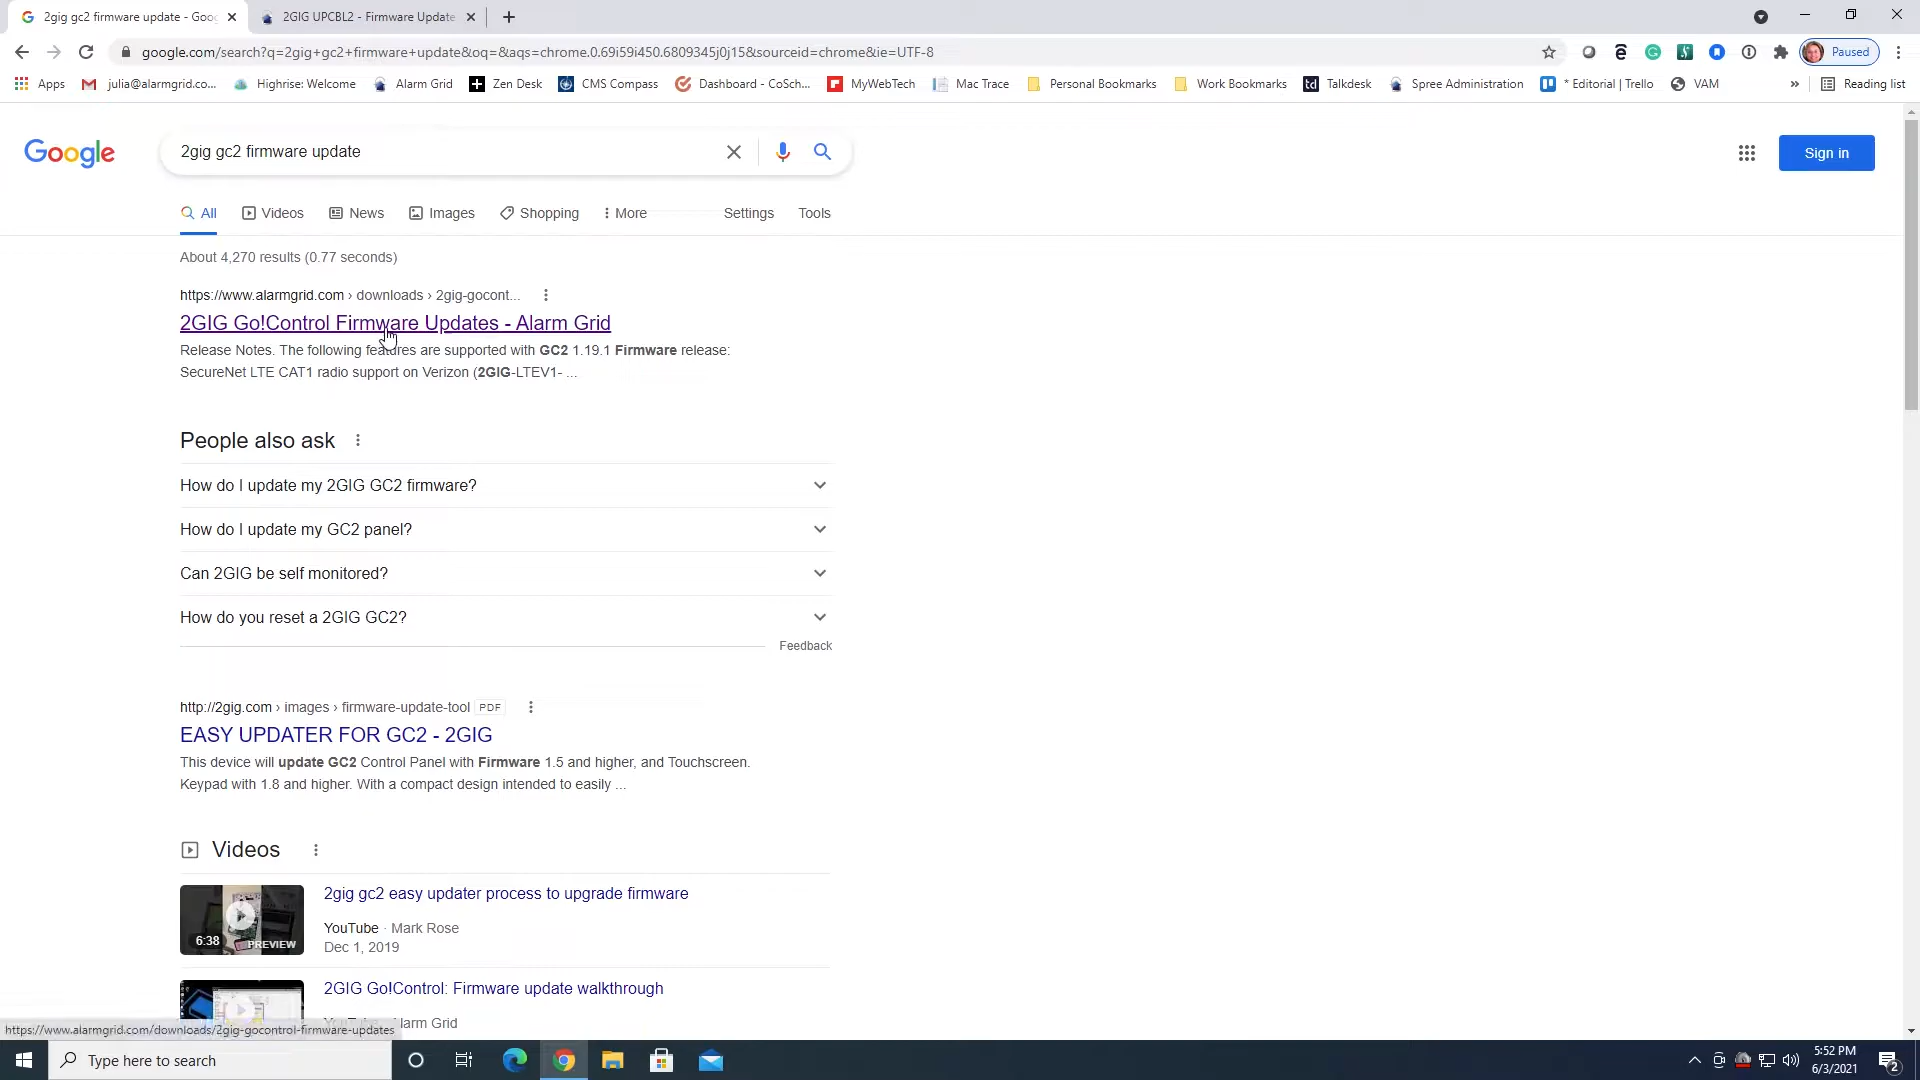 2gig gc2 firmware update - Goo
2GIG UPCBL2 - Firmware Update
google.com/search?q=2gig+gc2+firmware+update&oq=&aqs=chrome.0.69i59i450.6809345j0j15&sourceid=chrome&ie=UTF-8
Paused
Apps
julia@alarmgrid.co...
Highrise: Welcome
Alarm Grid
Zen Desk
CMS Compass
Dashboard - CoSch...
MyWebTech
Mac Trace
Personal Bookmarks
Work Bookmarks
td Talkdesk
Spree Administration
* Editorial | Trello
VAM
»
Reading list
Google
2gig gc2 firmware update
Sign in
All
Videos
News
Images
Shopping
More
Settings
Tools
About 4,270 results (0.77 seconds)
https://www.alarmgrid.com › downloads › 2gig-gocont...
2GIG Go!Control Firmware Updates - Alarm Grid
Release Notes. The following features are supported with GC2 1.19.1 Firmware release:
SecureNet LTE CAT1 radio support on Verizon (2GIG-LTEV1- ...
People also ask
How do I update my 2GIG GC2 firmware?
How do I update my GC2 panel?
Can 2GIG be self monitored?
How do you reset a 2GIG GC2?
Feedback
http://2gig.com › images › firmware-update-tool PDF
EASY UPDATER FOR GC2 - 2GIG
This device will update GC2 Control Panel with Firmware 1.5 and higher, and Touchscreen.
Keypad with 1.8 and higher. With a compact design intended to easily ...
Videos
2gig gc2 easy updater process to upgrade firmware
6:38
PREVIEW
YouTube · Mark Rose
Dec 1, 2019
2GIG Go!Control: Firmware update walkthrough
YouTube · Alarm Grid
https://www.alarmgrid.com/downloads/2gig-gocontrol-firmware-updates
Type here to search
5:52 PM
6/3/2021
2